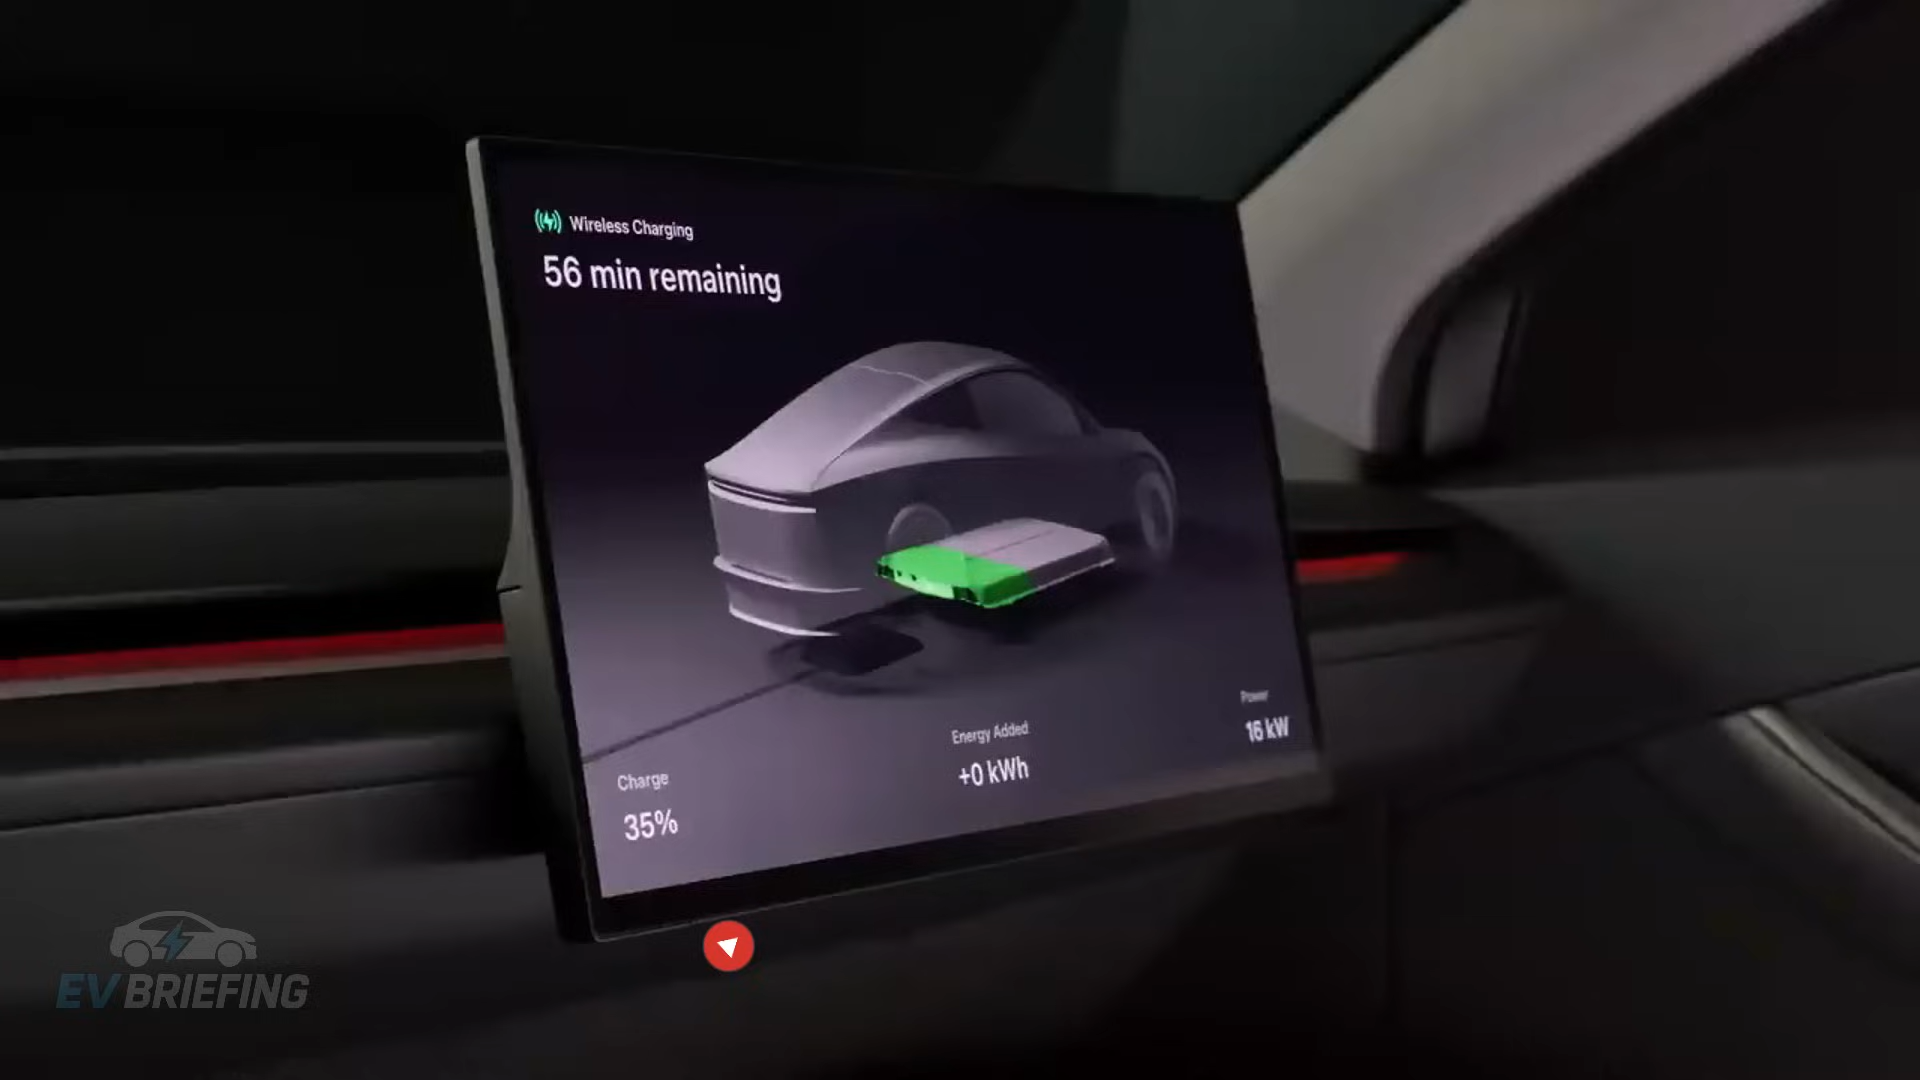 Wireless Charging
56 min remaining
Charge
35%
Energy Added
+0 kWh
Power
16 kW
EV BRIEFING